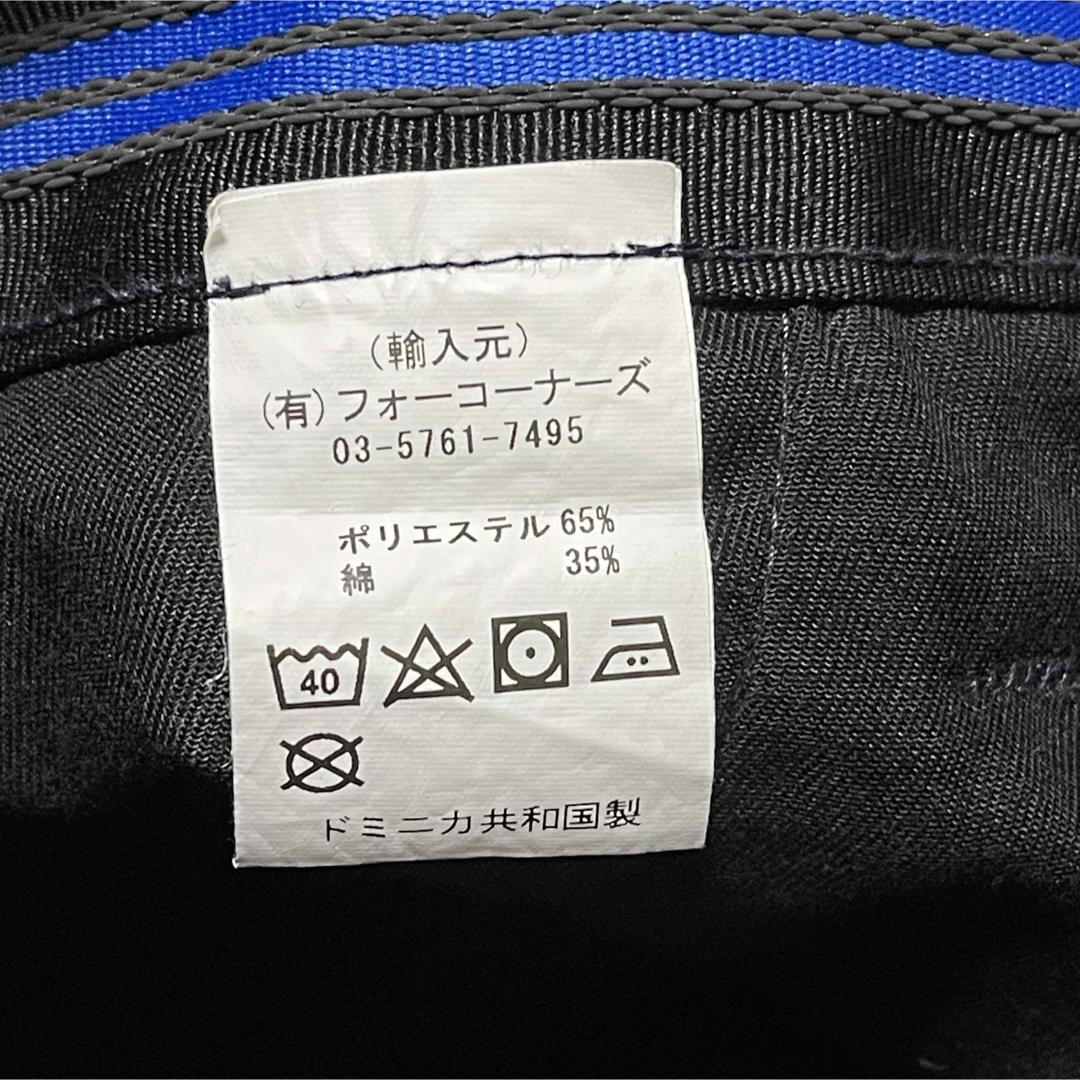 (輸入元)
(有)フォーコーナーズ
03-5761-7495
ポリエステル 65%
綿 35%
40
ドミニカ共和国製